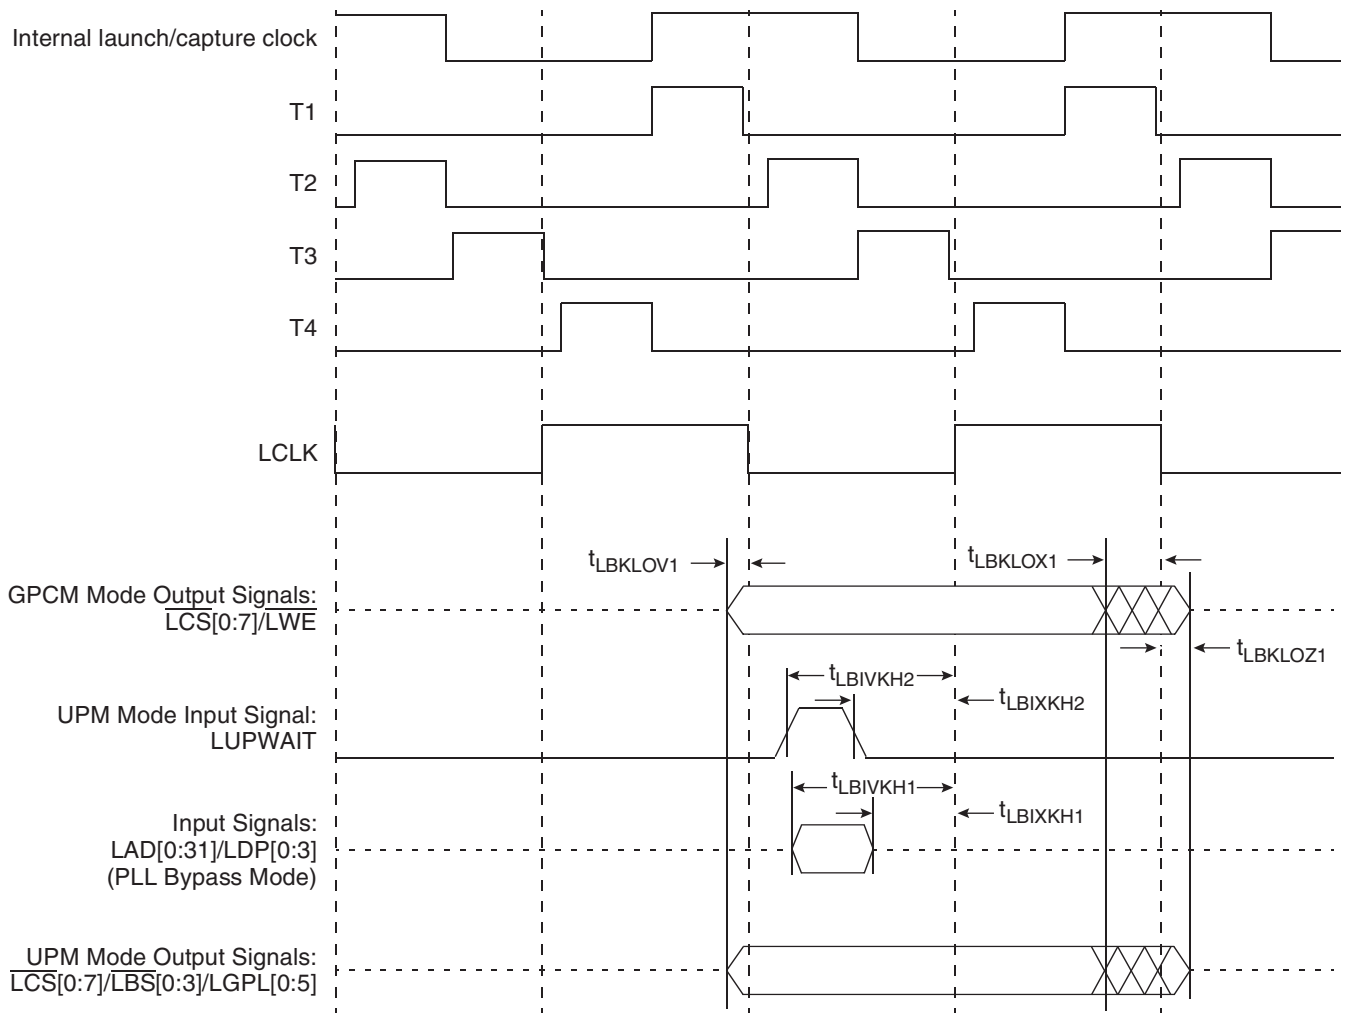 Internal launch/capture clock
T1
T2
T3
T4
LCLK
tLBKLOV1
tLBKLOX1
GPCM Mode Output Signals:
LCS[0:7]/LWE
tLBKLOZ1
tLBIVKH2
tLBIXKH2
UPM Mode Input Signal:
LUPWAIT
tLBIVKH1
tLBIXKH1
Input Signals:
LAD[0:31]/LDP[0:3]
(PLL Bypass Mode)
UPM Mode Output Signals:
LCS[0:7]/LBS[0:3]/LGPL[0:5]